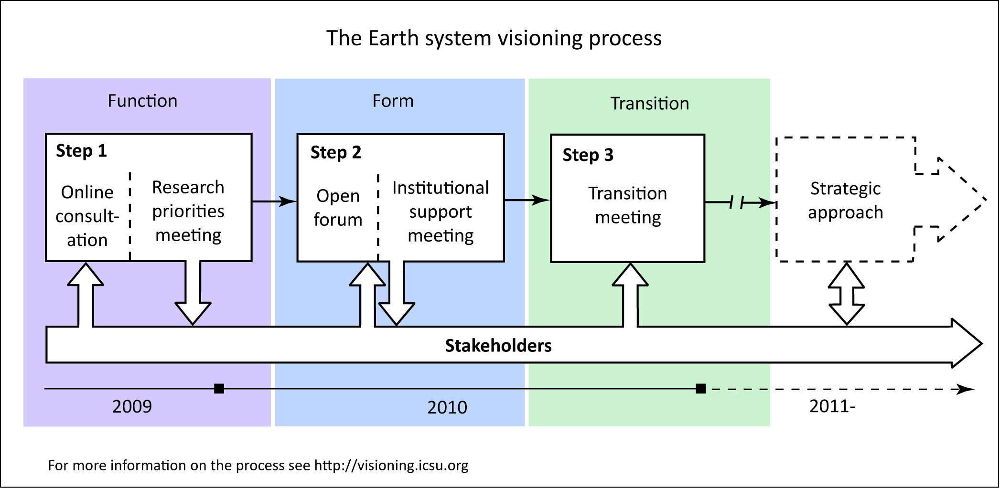 The Earth system visioning process
Function
Step 1
Online
consult-
ation
Research
priorities
meeting
Form
Step 2
Open
forum
Institutional
support
meeting
Transition
Step 3
Transition
meeting
Strategic
approach
Stakeholders
2009
2010
2011-
For more information on the process see http://visioning.icsu.org